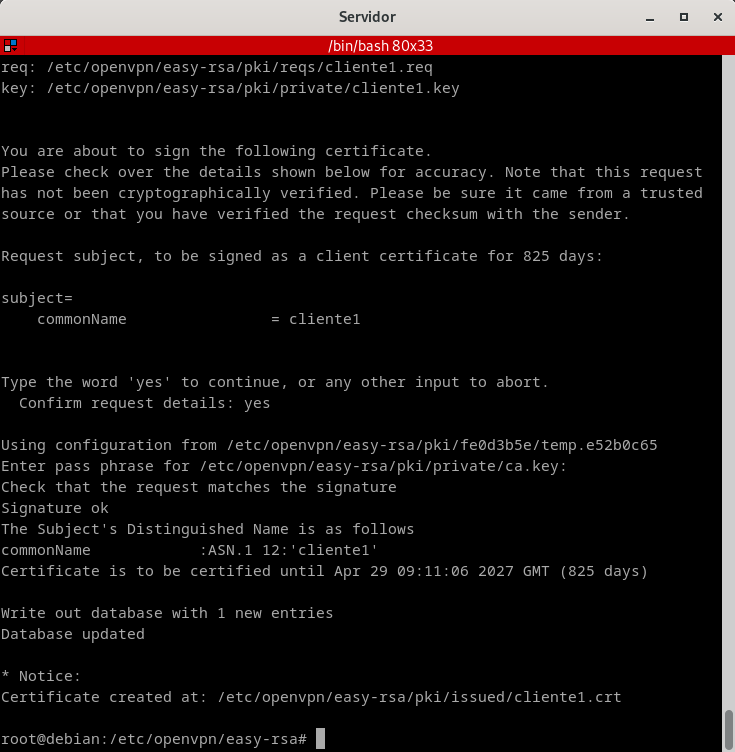 Servidor
/bin/bash 80x33
req: /etc/openvpn/easy-rsa/pki/reqs/cliente1.req
key: /etc/openvpn/easy-rsa/pki/private/cliente1.key
You are about to sign the following certificate.
Please check over the details shown below for accuracy. Note that this request
has not been cryptographically verified. Please be sure it came from a trusted
source or that you have verified the request checksum with the sender.
Request subject, to be signed as a client certificate for 825 days:
subject=
    commonName                = cliente1
Type the word 'yes' to continue, or any other input to abort.
  Confirm request details: yes
Using configuration from /etc/openvpn/easy-rsa/pki/fe0d3b5e/temp.e52b0c65
Enter pass phrase for /etc/openvpn/easy-rsa/pki/private/ca.key:
Check that the request matches the signature
Signature ok
The Subject's Distinguished Name is as follows
commonName            :ASN.1 12:'cliente1'
Certificate is to be certified until Apr 29 09:11:06 2027 GMT (825 days)
Write out database with 1 new entries
Database updated
* Notice:
Certificate created at: /etc/openvpn/easy-rsa/pki/issued/cliente1.crt
root@debian:/etc/openvpn/easy-rsa#